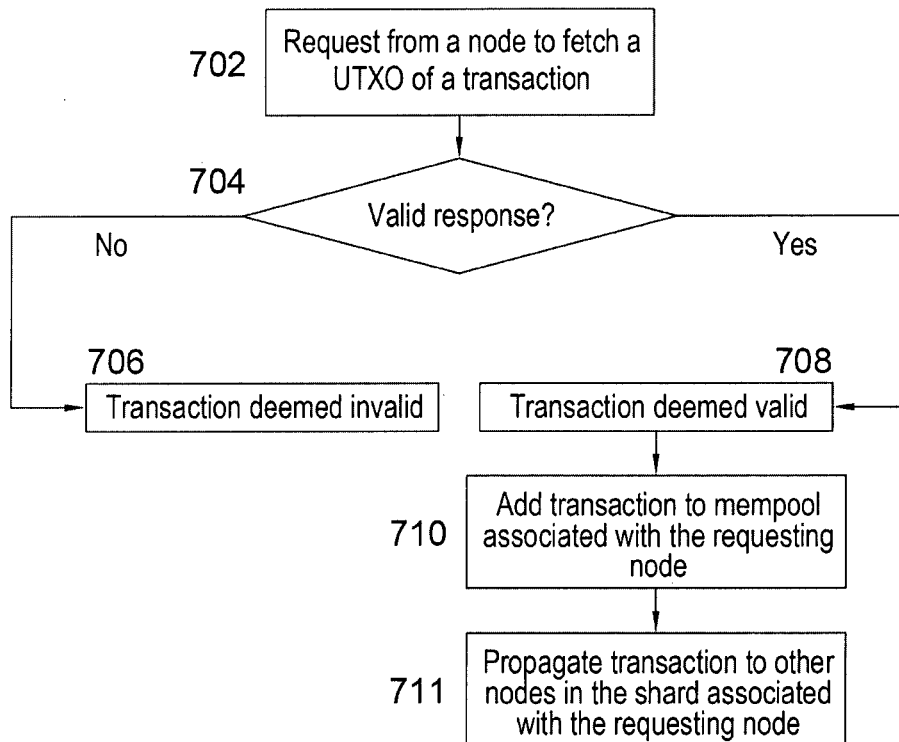 702
Request from a node to fetch a
UTXO of a transaction
704
Valid response?
No
Yes
706
708
Transaction deemed invalid
Transaction deemed valid
710
Add transaction to mempool
associated with the requesting
node
711
Propagate transaction to other
nodes in the shard associated
with the requesting node